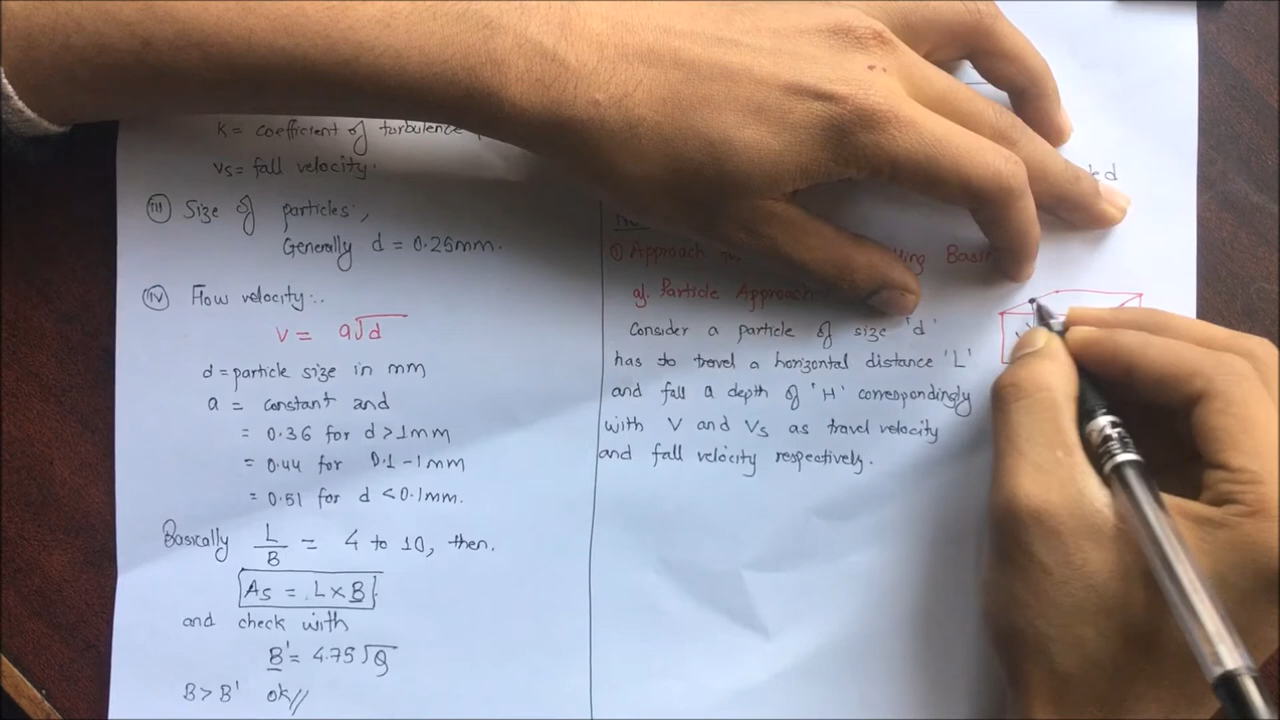 K = coefficient of turbulence
Vs = fall velocity.
(iii) Size of particles,
Generally d = 0.25mm.
(iv) Flow velocity:.
V = a√d
d = particle size in mm
a = constant and
= 0.36 for d>1mm
= 0.44 for 0.1-1mm
= 0.51 for d<0.1mm.
Basically L/B = 4 to 10, then.
As = L×B
and check with
B' = 4.75√Q
B>B' ok//
① Approach
Basin
a). Particle Approach
Consider a particle of size 'd'
has to travel a horizontal distance 'L'
and fall a depth of 'H' correspondingly
with V and Vs as travel velocity
and fall velocity respectively.